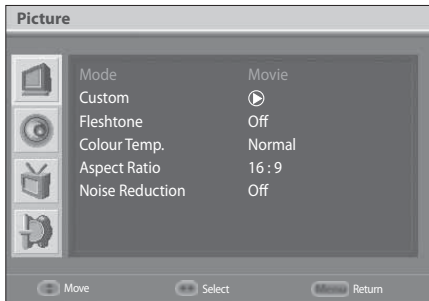 Picture
Mode Movie
Custom
Fleshtone Off
Colour Temp. Normal
Aspect Ratio 16 : 9
Noise Reduction Off
Move Select Menu Return